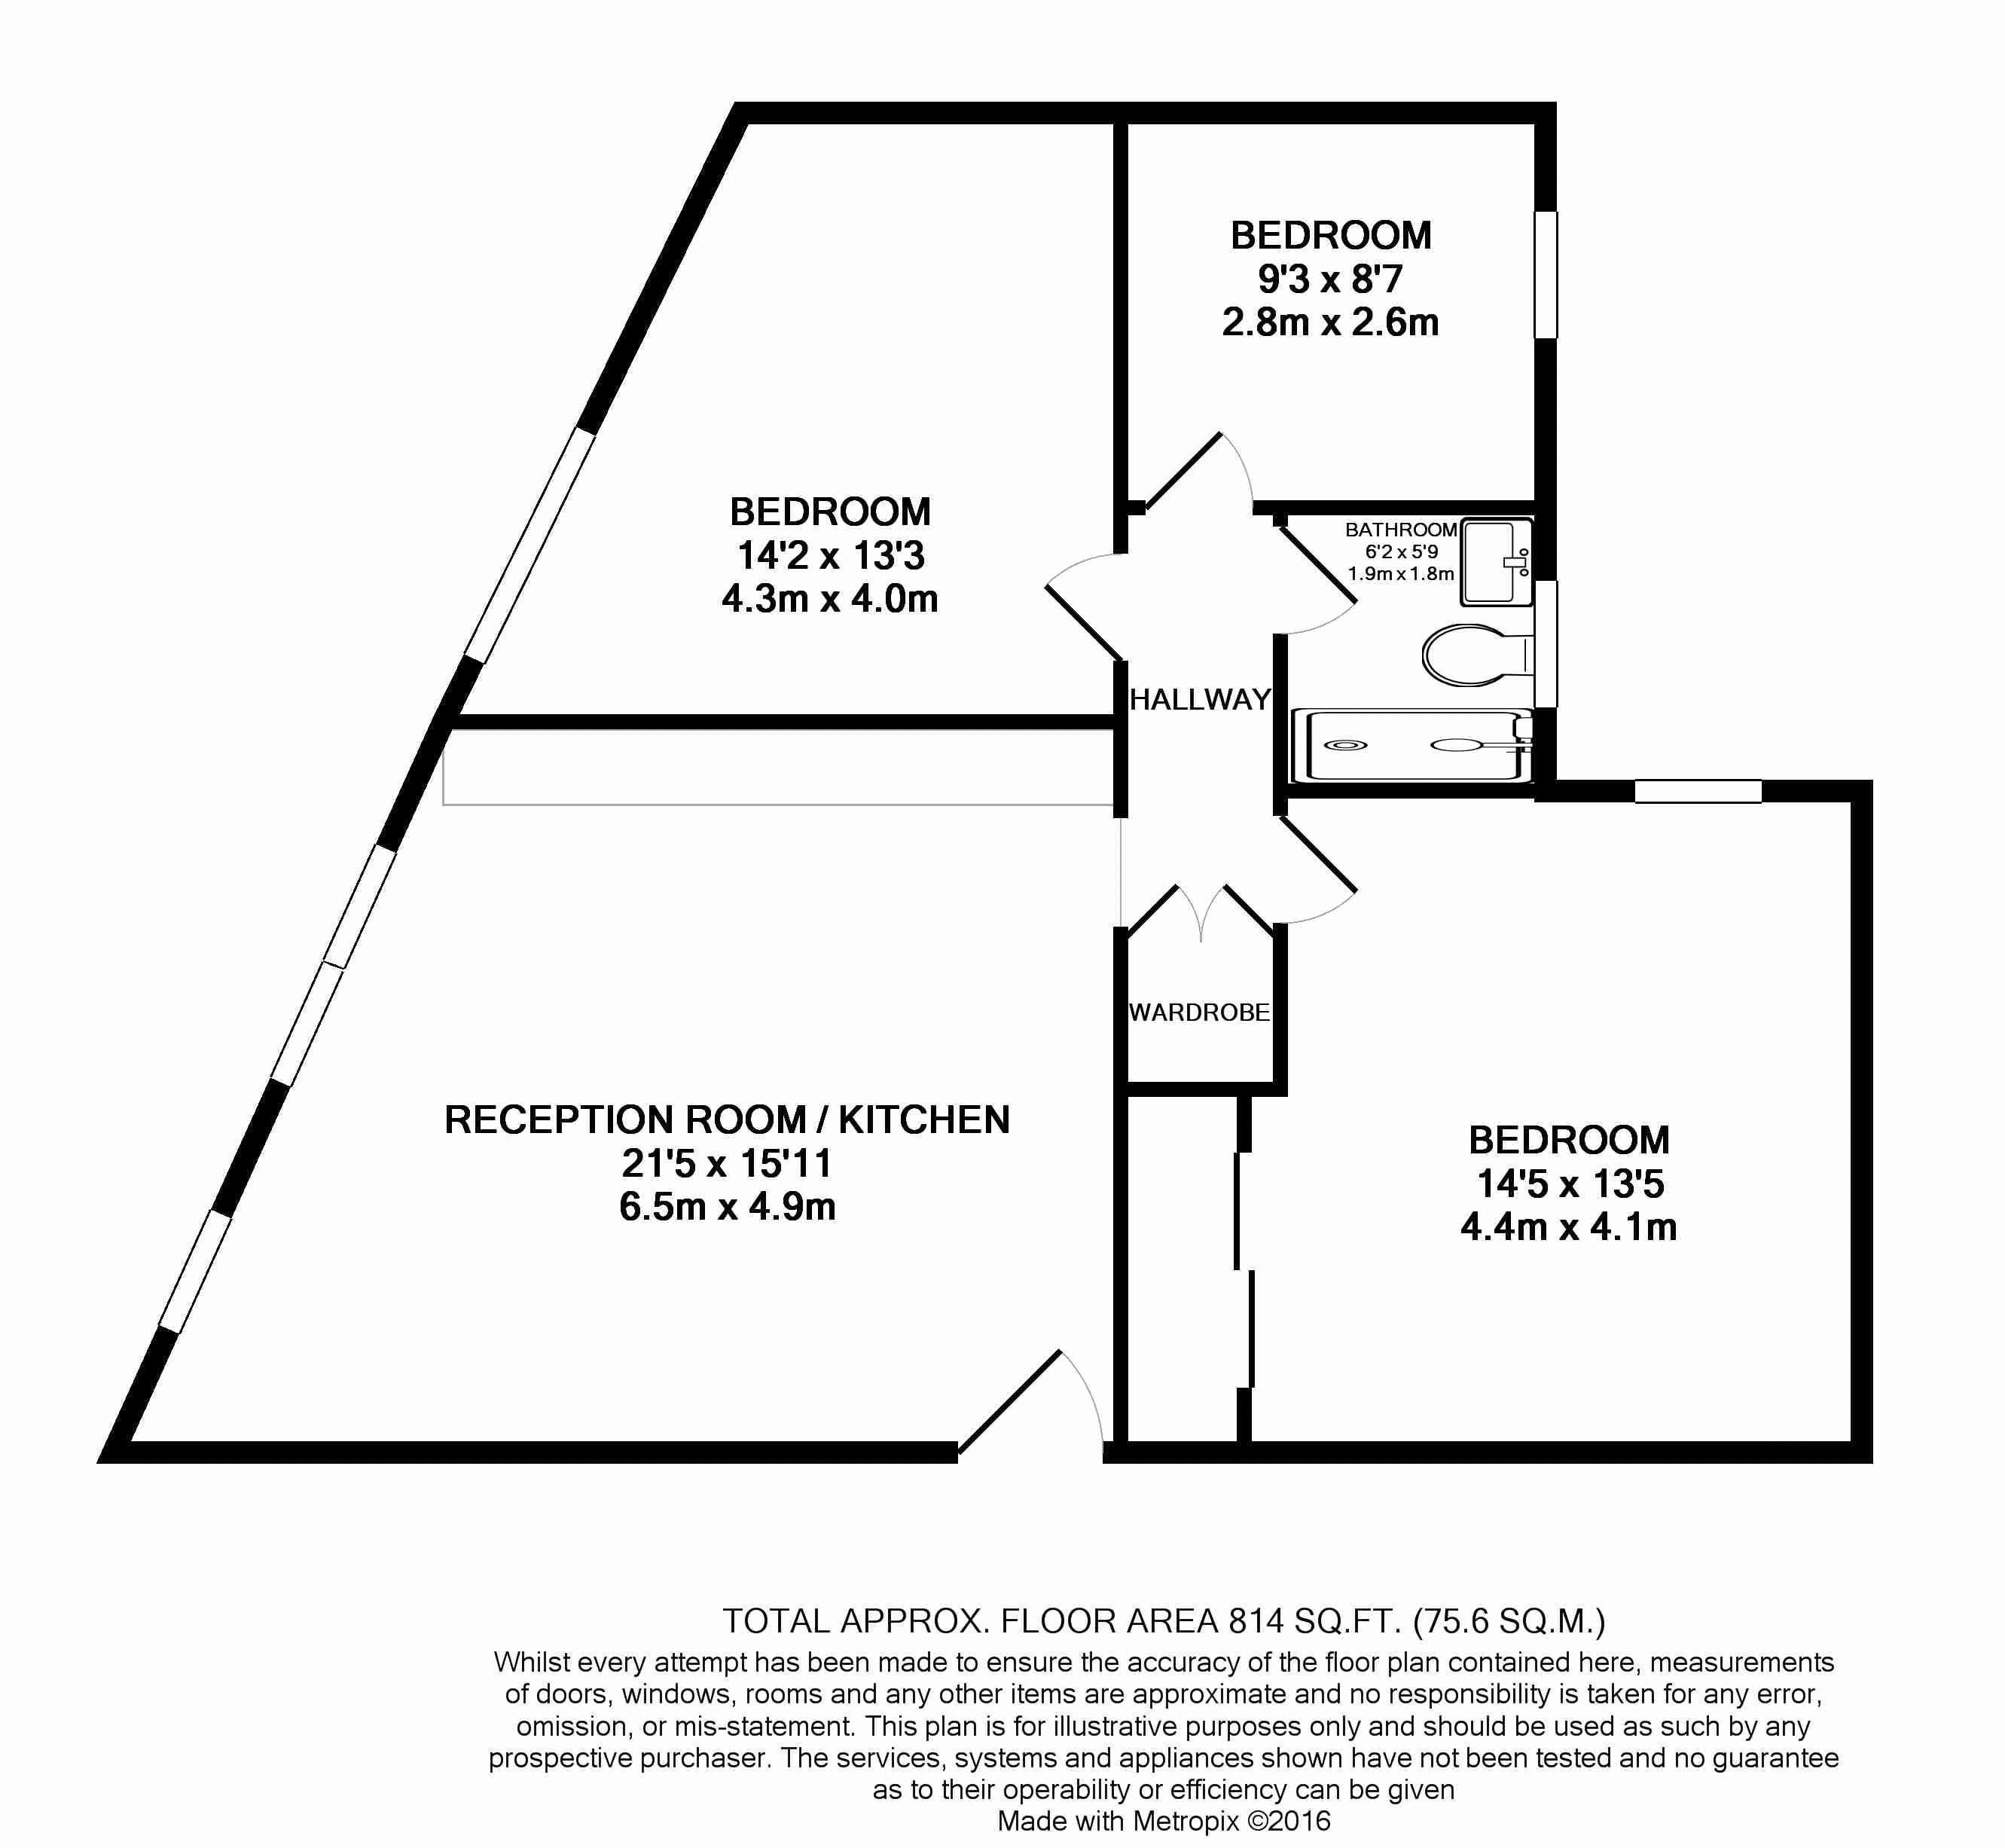 BEDROOM
9'3 x 8'7
2.8m x 2.6m
BEDROOM
14'2 x 13'3
4.3m x 4.0m
BATHROOM
6'2 x 5'9
1.9m x 1.8m
HALLWAY
WARDROBE
RECEPTION ROOM / KITCHEN
21'5 x 15'11
6.5m x 4.9m
BEDROOM
14'5 x 13'5
4.4m x 4.1m
TOTAL APPROX. FLOOR AREA 814 SQ.FT. (75.6 SQ.M.)
Whilst every attempt has been made to ensure the accuracy of the floor plan contained here, measurements
of doors, windows, rooms and any other items are approximate and no responsibility is taken for any error,
omission, or mis-statement. This plan is for illustrative purposes only and should be used as such by any
prospective purchaser. The services, systems and appliances shown have not been tested and no guarantee
as to their operability or efficiency can be given
Made with Metropix ©2016